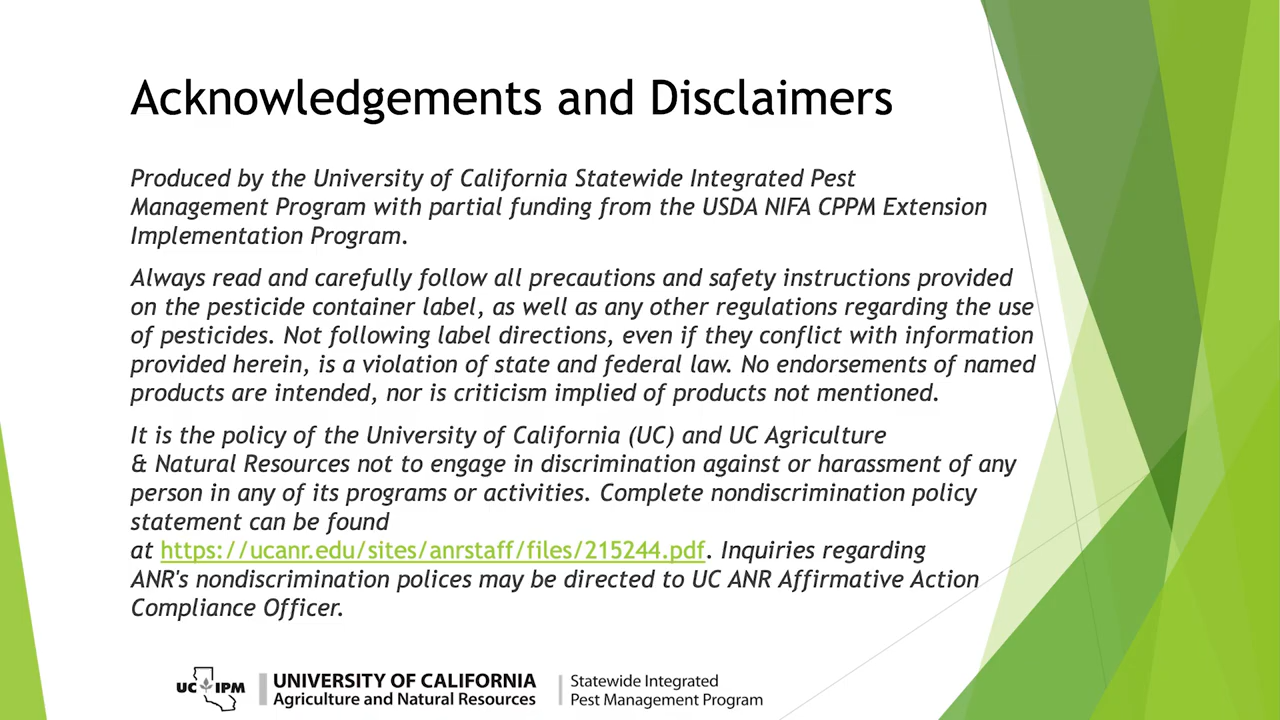 Acknowledgements and Disclaimers
Produced by the University of California Statewide Integrated Pest
Management Program with partial funding from the USDA NIFA CPPM Extension
Implementation Program.
Always read and carefully follow all precautions and safety instructions provided
on the pesticide container label, as well as any other regulations regarding the use
of pesticides. Not following label directions, even if they conflict with information
provided herein, is a violation of state and federal law. No endorsements of named
products are intended, nor is criticism implied of products not mentioned.
It is the policy of the University of California (UC) and UC Agriculture
& Natural Resources not to engage in discrimination against or harassment of any
person in any of its programs or activities. Complete nondiscrimination policy
statement can be found
at https://ucanr.edu/sites/anrstaff/files/215244.pdf. Inquiries regarding
ANR's nondiscrimination polices may be directed to UC ANR Affirmative Action
Compliance Officer.
UC IPM
UNIVERSITY OF CALIFORNIA
Agriculture and Natural Resources
Statewide Integrated
Pest Management Program